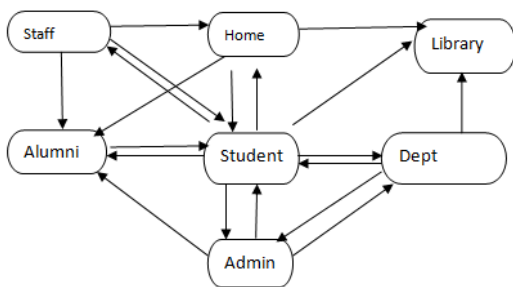 Staff
Home
Library
Alumni
Student
Dept
Admin